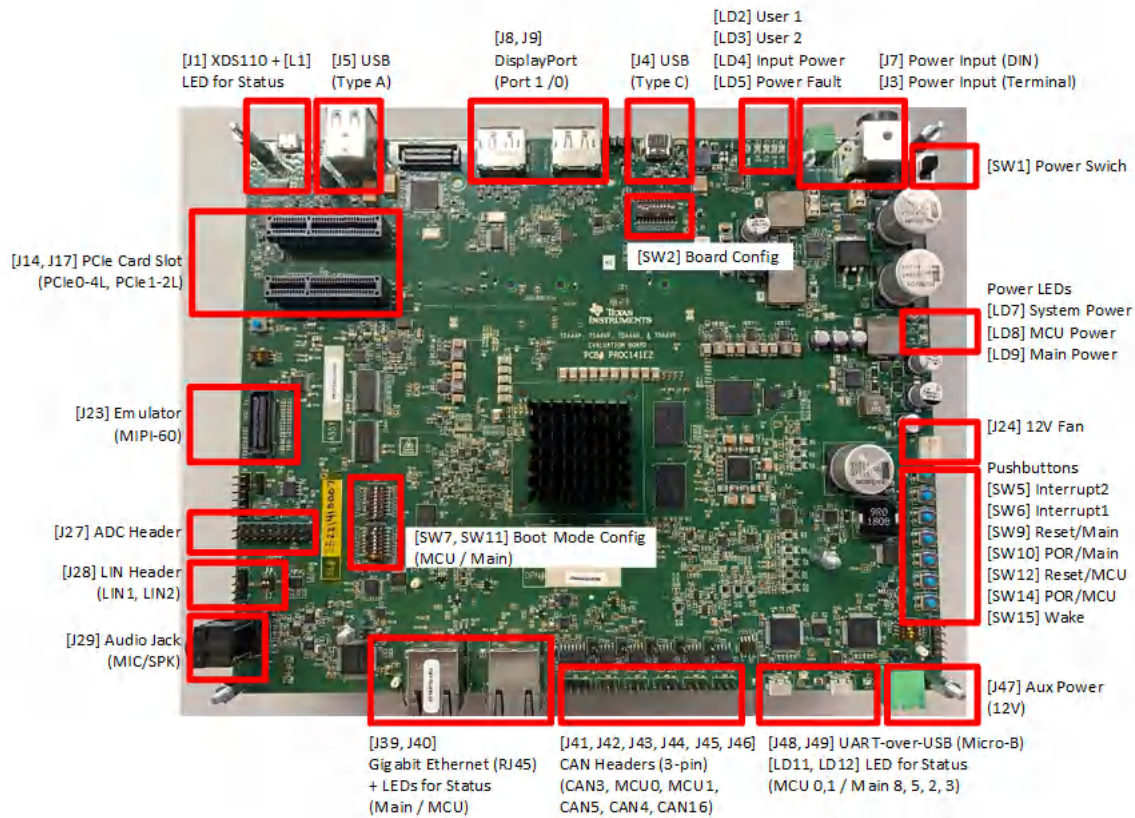 [LD2] User 1
[LD3] User 2
[LD4] Input Power
[LD5] Power Fault
[J1] XDS110 + [L1]
LED for Status
[J5] USB
(Type A)
[J8, J9]
DisplayPort
(Port 1 /0)
[J4] USB
(Type C)
[J7] Power Input (DIN)
[J3] Power Input (Terminal)
[SW1] Power Swich
[J14, J17] PCIe Card Slot
(PCIe0-4L, PCIe1-2L)
[SW2] Board Config
TEXAS
INSTRUMENTS
EVALUATION BOARD
PCB# PROC141E2
Power LEDs
[LD7] System Power
[LD8] MCU Power
[LD9] Main Power
[J23] Emulator
(MIPI-60)
[J24] 12V Fan
Pushbuttons
[SW5] Interrupt2
[SW6] Interrupt1
[SW9] Reset/Main
[SW10] POR/Main
[SW12] Reset/MCU
[SW14] POR/MCU
[SW15] Wake
9R0
1808
[J27] ADC Header
[SW7, SW11] Boot Mode Config
(MCU / Main)
[J28] LIN Header
(LIN1, LIN2)
[J29] Audio Jack
(MIC/SPK)
[J47] Aux Power
(12V)
[J39, J40]
Gigabit Ethernet (RJ45)
+ LEDs for Status
(Main / MCU)
[J41, J42, J43, J44, J45, J46]
CAN Headers (3-pin)
(CAN3, MCU0, MCU1,
CAN5, CAN4, CAN16)
[J48, J49] UART-over-USB (Micro-B)
[LD11, LD12] LED for Status
(MCU 0,1 / Main 8, 5, 2, 3)